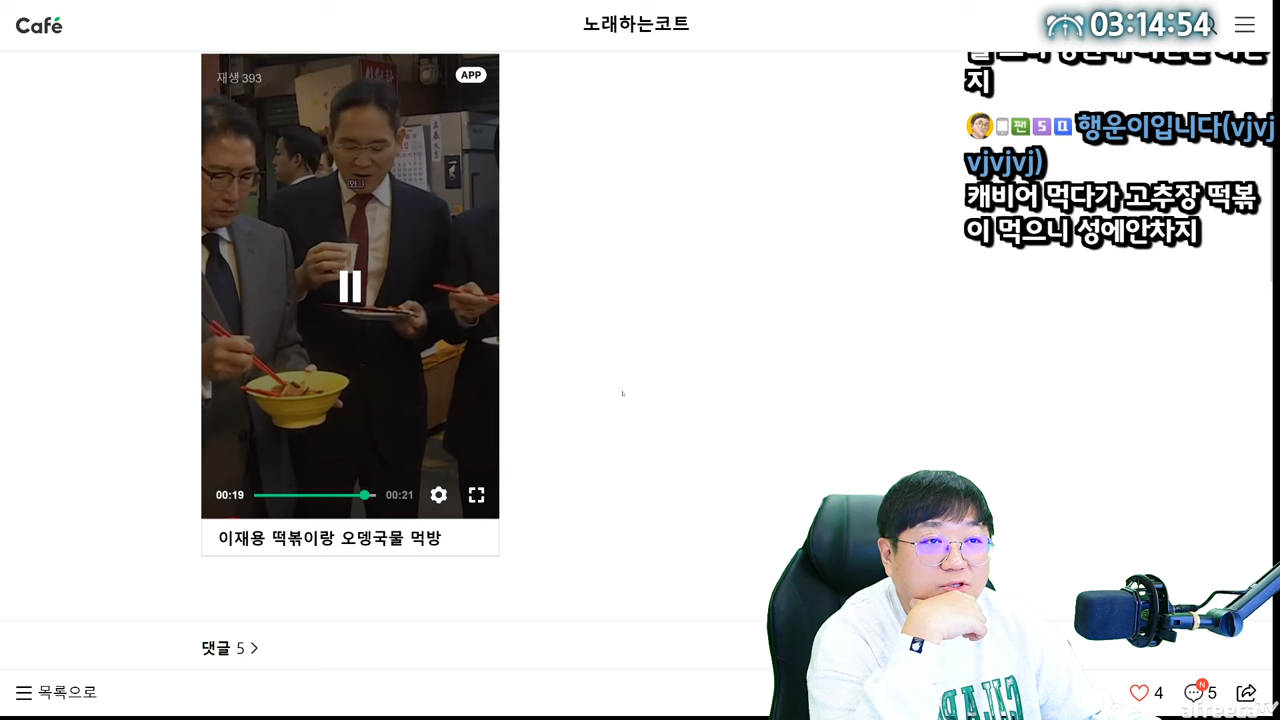 Café
노래하는코트
03:14:54
지
행운이입니다(vjvj
vjvjvj)
캐비어 먹다가 고추장 떡볶
이 먹으니 성에안차지
재생 393
APP
00:19
00:21
이재용 떡볶이랑 오뎅국물 먹방
댓글 5 >
목록으로
4
N
5